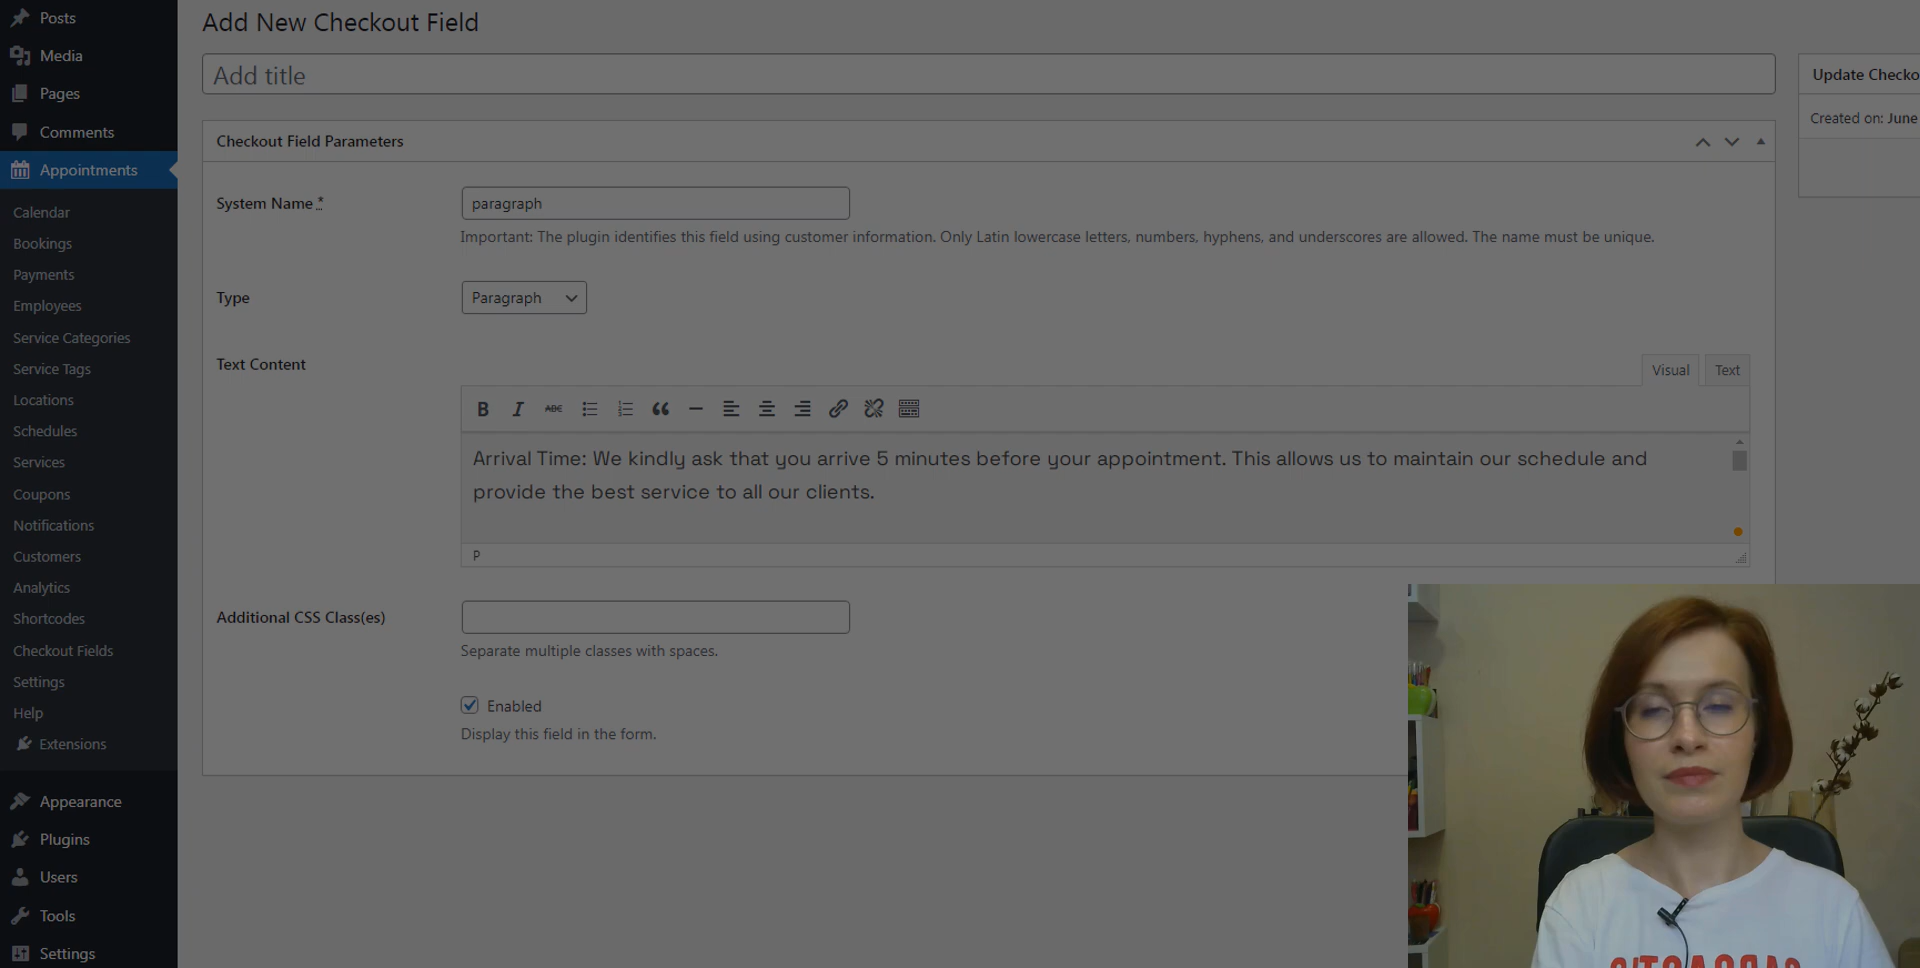 Posts
Media
Pages
Comments
Appointments
Calendar
Bookings
Payments
Employees
Service Categories
Service Tags
Locations
Schedules
Services
Coupons
Notifications
Customers
Analytics
Shortcodes
Checkout Fields
Settings
Help
Extensions
Appearance
Plugins
Users
Tools
Settings
Add New Checkout Field
Add title
Checkout Field Parameters
System Name *
paragraph
Important: The plugin identifies this field using customer information. Only Latin lowercase letters, numbers, hyphens, and underscores are allowed. The name must be unique.
Type
Paragraph
Text Content
Visual
Text
B I ABC
Arrival Time: We kindly ask that you arrive 5 minutes before your appointment. This allows us to maintain our schedule and
provide the best service to all our clients.
P
Additional CSS Class(es)
Separate multiple classes with spaces.
Enabled
Display this field in the form.
Update Checko
Created on: June